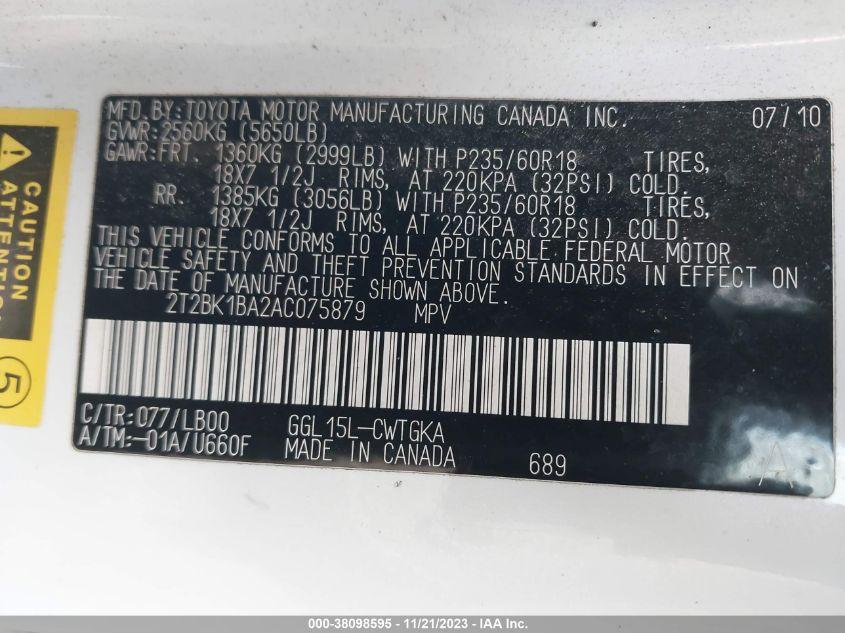 MFD.BY:TOYOTA MOTOR MANUFACTURING CANADA INC. 07/10
GVWR:2560KG (5650LB)
GAWR:FRT. 1360KG (2999LB) WITH P235/60R18 TIRES,
18X7 1/2J RIMS, AT 220KPA (32PSI) COLD.
RR. 1385KG (3056LB) WITH P235/60R18 TIRES,
18X7 1/2J RIMS, AT 220KPA (32PSI) COLD.
THIS VEHICLE CONFORMS TO ALL APPLICABLE FEDERAL MOTOR
VEHICLE SAFETY AND THEFT PREVENTION STANDARDS IN EFFECT ON
THE DATE OF MANUFACTURE SHOWN ABOVE.
2T2BK1BA2AC075879 MPV
C/TR:077/LB00 GGL15L-CWTGKA
A/TM:-01A/U660F MADE IN CANADA 689
A
CAUTION
ATTENTION
5
000-38098595 - 11/21/2023 - IAA Inc.